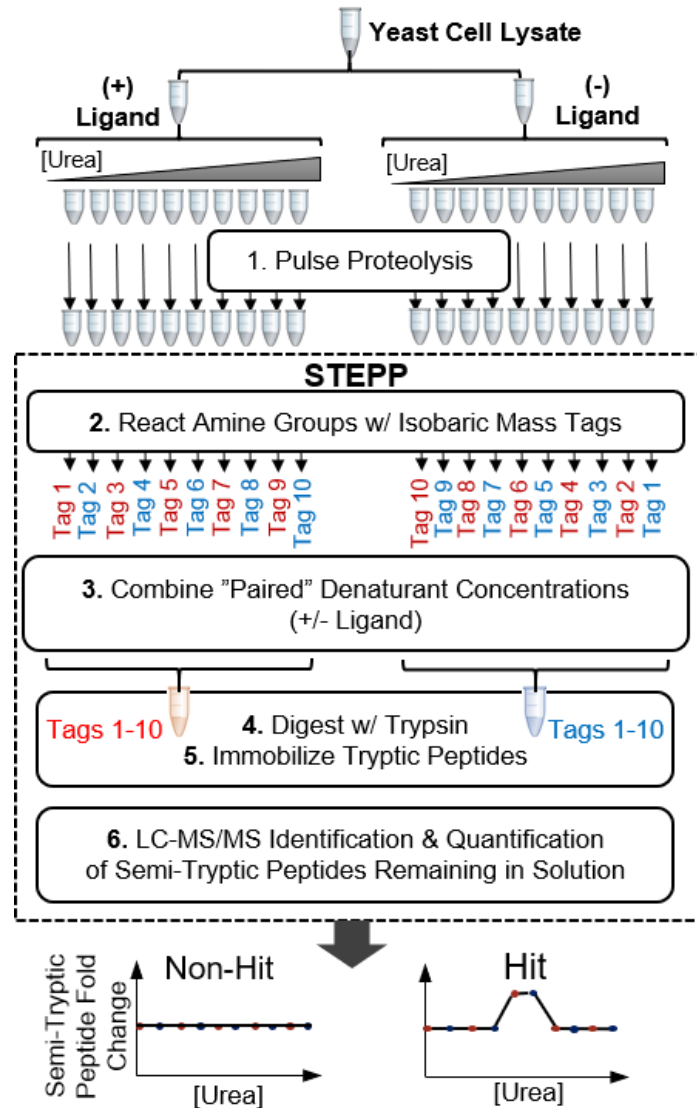 Yeast Cell Lysate
(+)
Ligand
(-)
Ligand
[Urea]
[Urea]
1. Pulse Proteolysis
STEPP
2. React Amine Groups w/ Isobaric Mass Tags
Tag 1
Tag 2
Tag 3
Tag 4
Tag 5
Tag 6
Tag 7
Tag 8
Tag 9
Tag 10
Tag 10
Tag 9
Tag 8
Tag 7
Tag 6
Tag 5
Tag 4
Tag 3
Tag 2
Tag 1
3. Combine ”Paired” Denaturant Concentrations
(+/- Ligand)
Tags 1-10
4. Digest w/ Trypsin
5. Immobilize Tryptic Peptides
Tags 1-10
6. LC-MS/MS Identification & Quantification
of Semi-Tryptic Peptides Remaining in Solution
Semi-Tryptic
Peptide Fold
Change
Non-Hit
[Urea]
Hit
[Urea]